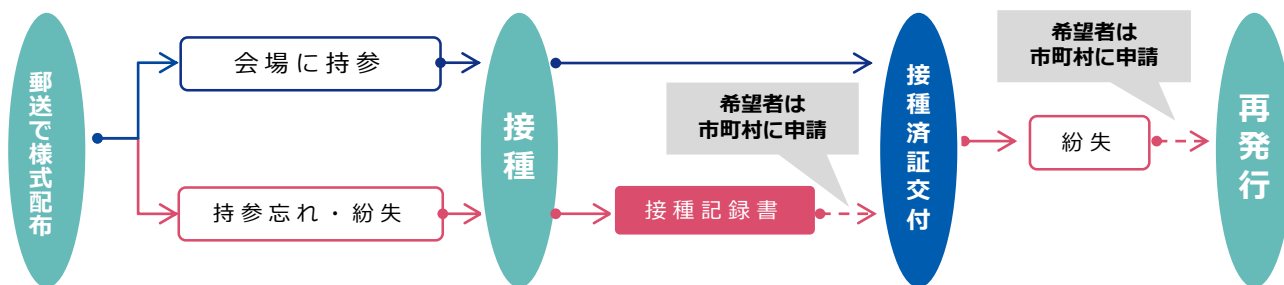 郵送で様式配布
会場に持参
持参忘れ・紛失
接種
希望者は
市町村に申請
接種記録書
接種済証交付
希望者は
市町村に申請
紛失
再発行